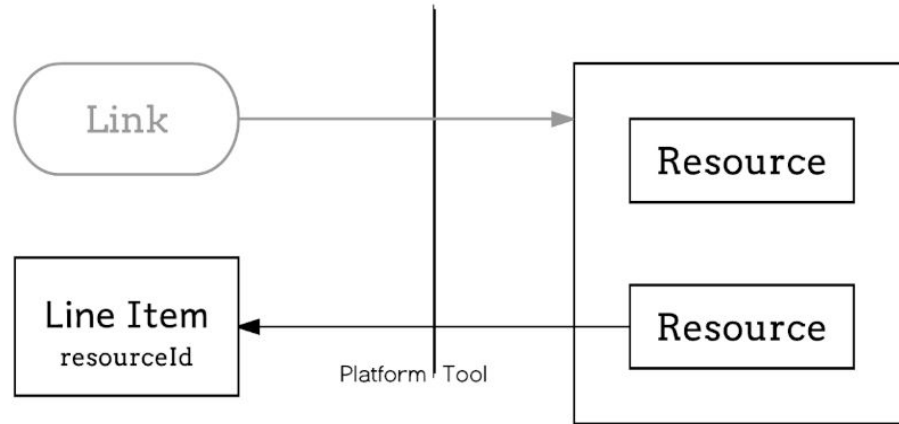 Link
Resource
Line Item
resourceId
Resource
Platform Tool